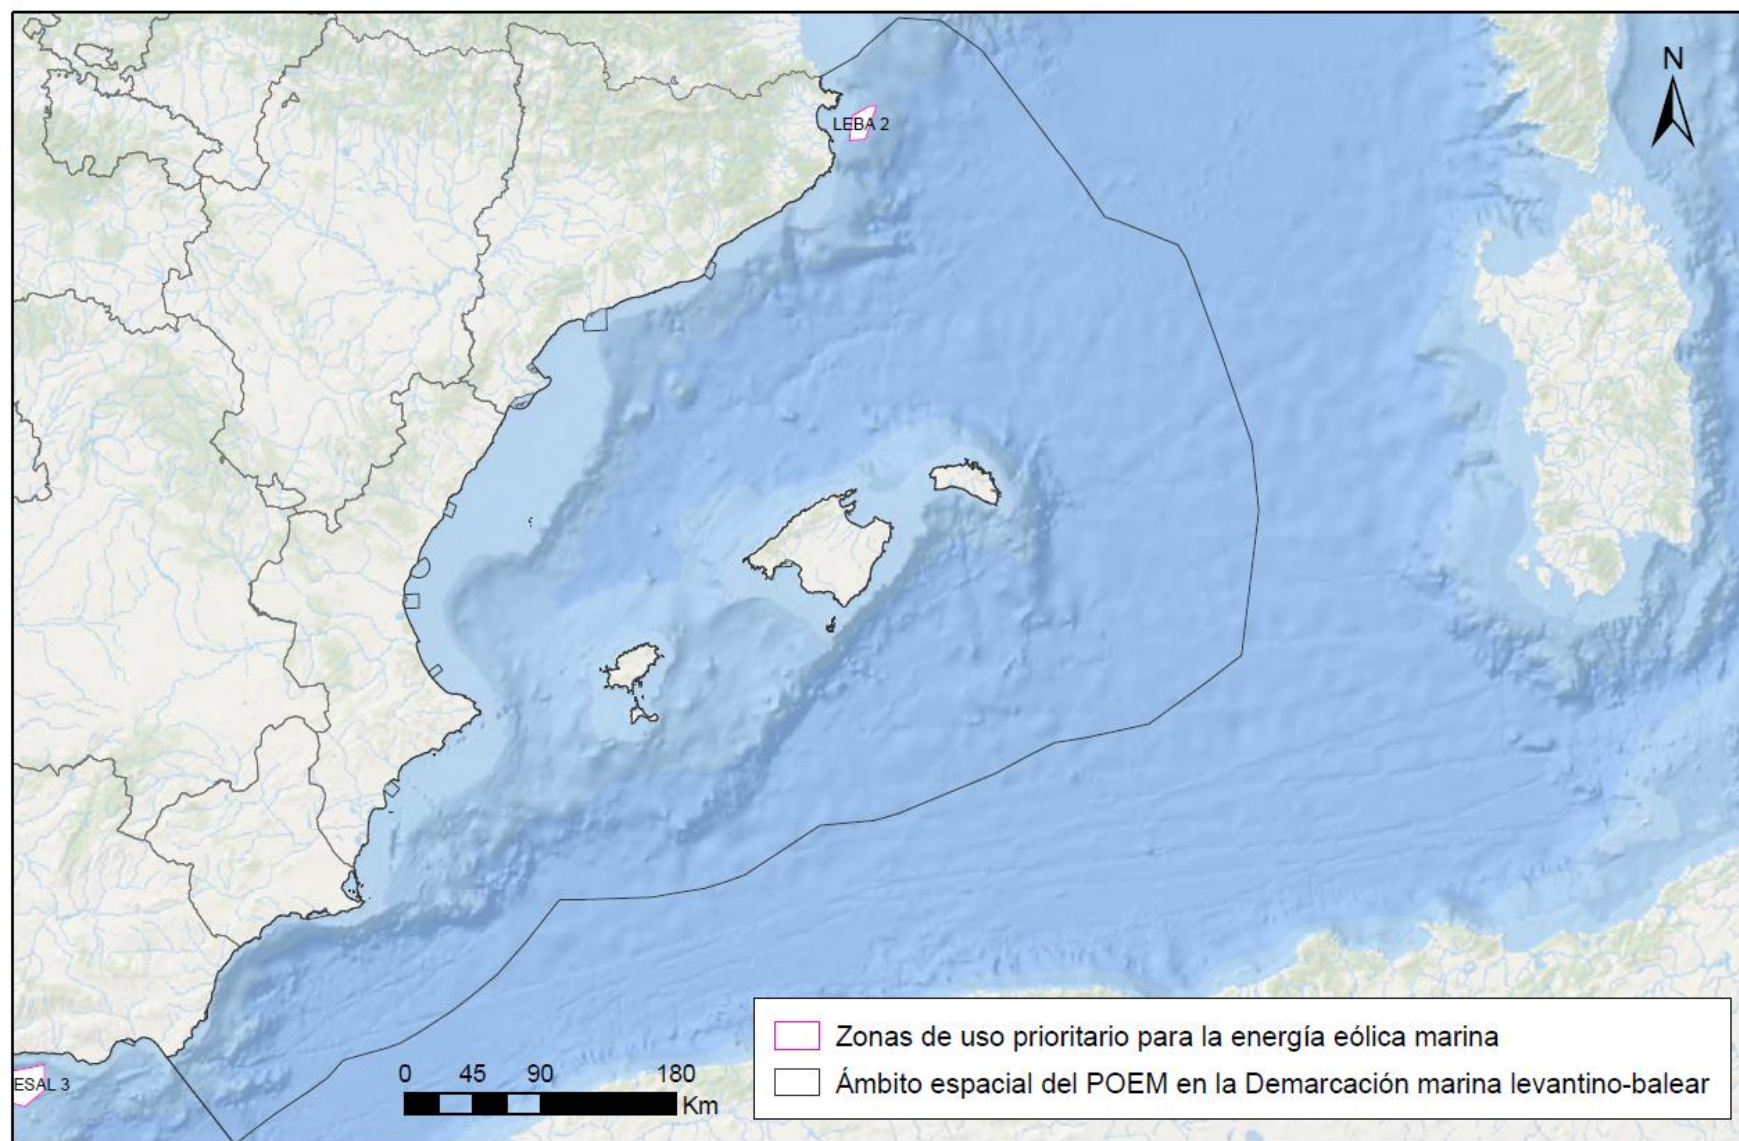 N
LEBA 2
ESAL 3
0 45 90 180
Km
Zonas de uso prioritario para la energía eólica marina
Ámbito espacial del POEM en la Demarcación marina levantino-balear